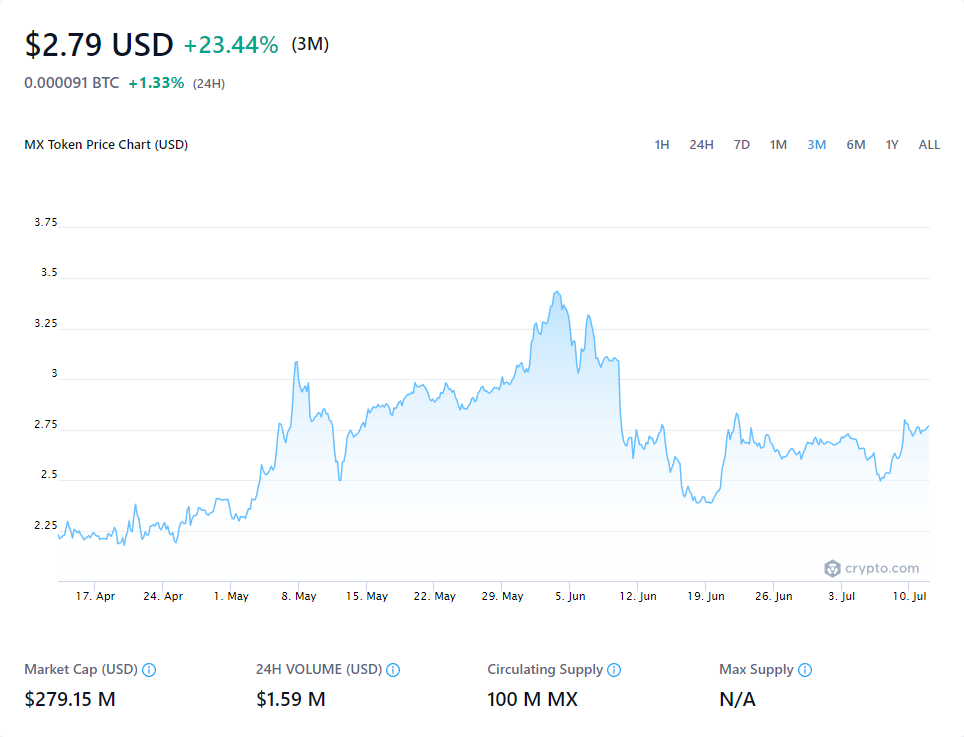 $2.79 USD +23.44% (3M)
0.000091 BTC +1.33% (24H)
MX Token Price Chart (USD) 1H 24H 7D 1M 3M 6M 1Y ALL
3.75
3.5
3.25
3
2.75
2.5
2.25
crypto.com
17. Apr 24. Apr 1. May 8. May 15. May 22. May 29. May 5. Jun 12. Jun 19. Jun 26. Jun 3. Jul 10. Jul
Market Cap (USD) 24H VOLUME (USD) Circulating Supply Max Supply
$279.15 M $1.59 M 100 M MX N/A